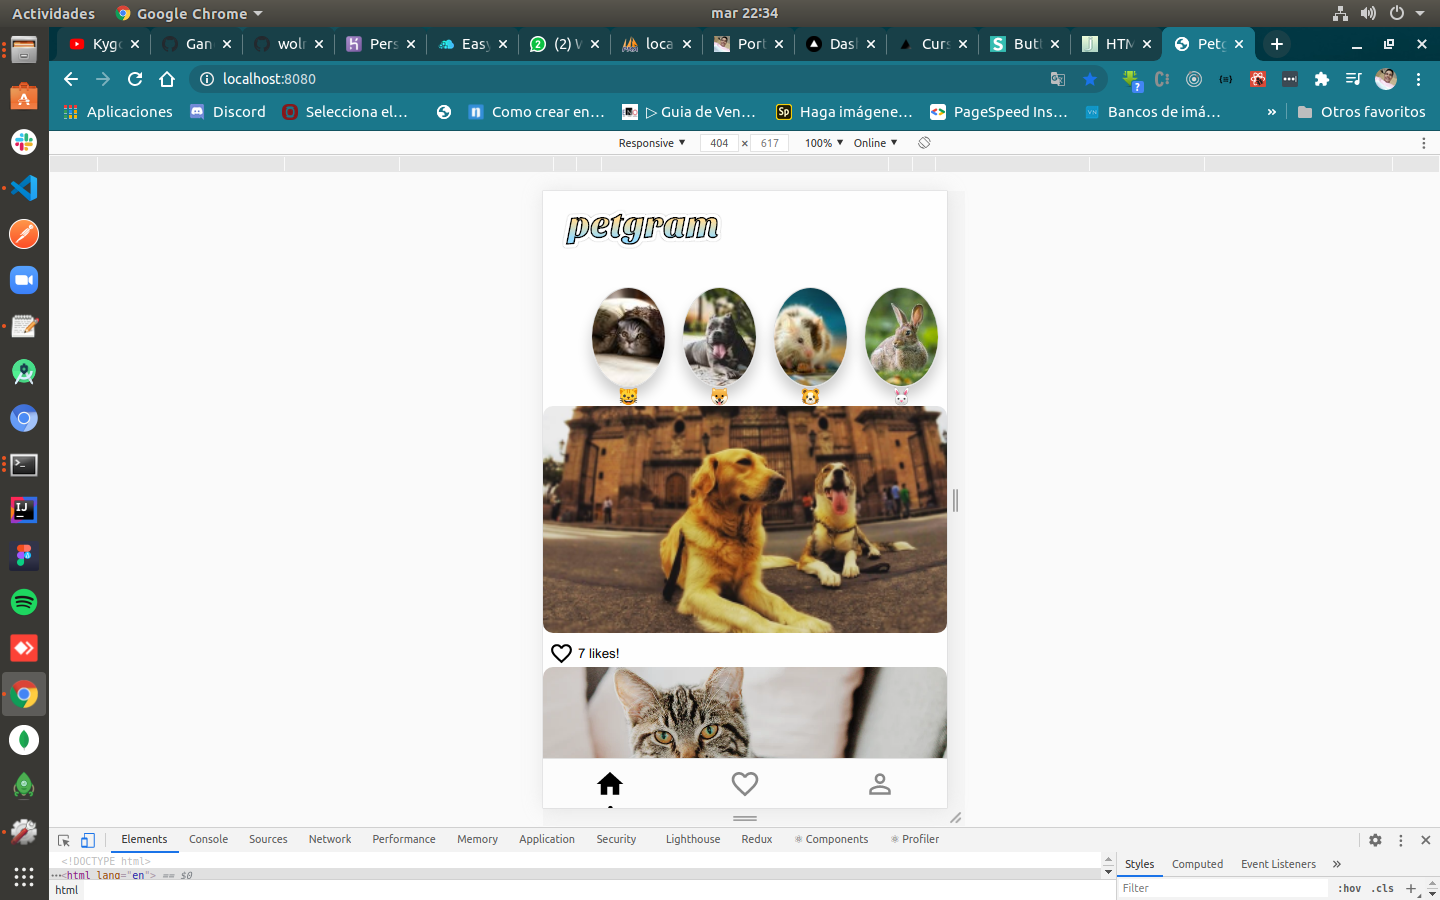 Actividades
Google Chrome
mar 22:34
Kyg
Gan
woln
Pers
Easy
(2) W
loca
Port
Dash
Curs
Butt
HTM
Petg
localhost:8080
Aplicaciones
Discord
Selecciona el...
Como crear en...
▷ Guia de Ven...
Haga imágene...
PageSpeed Ins...
Bancos de imá...
»
Otros favoritos
Responsive
404 × 617
100%
Online
petgram
7 likes!
Elements
Console
Sources
Network
Performance
Memory
Application
Security
Lighthouse
Redux
Components
Profiler
<!DOCTYPE html>
⋯<html lang="en"> == $0
html
Styles
Computed
Event Listeners
»
Filter
:hov
.cls
+